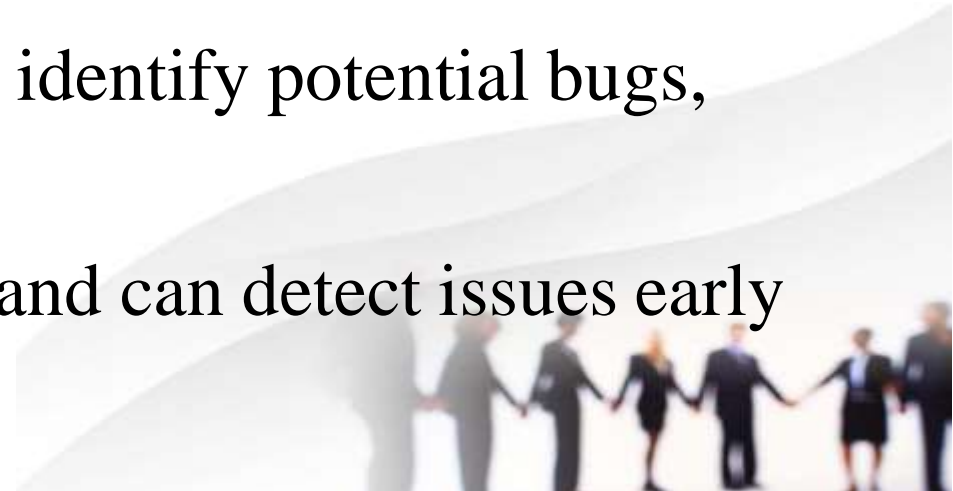 identify potential bugs,
and can detect issues early